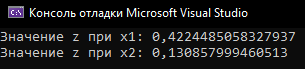 Консоль отладки Microsoft Visual Studio
Значение z при x1: 0,4224485058327937
Значение z при x2: 0,130857999460513